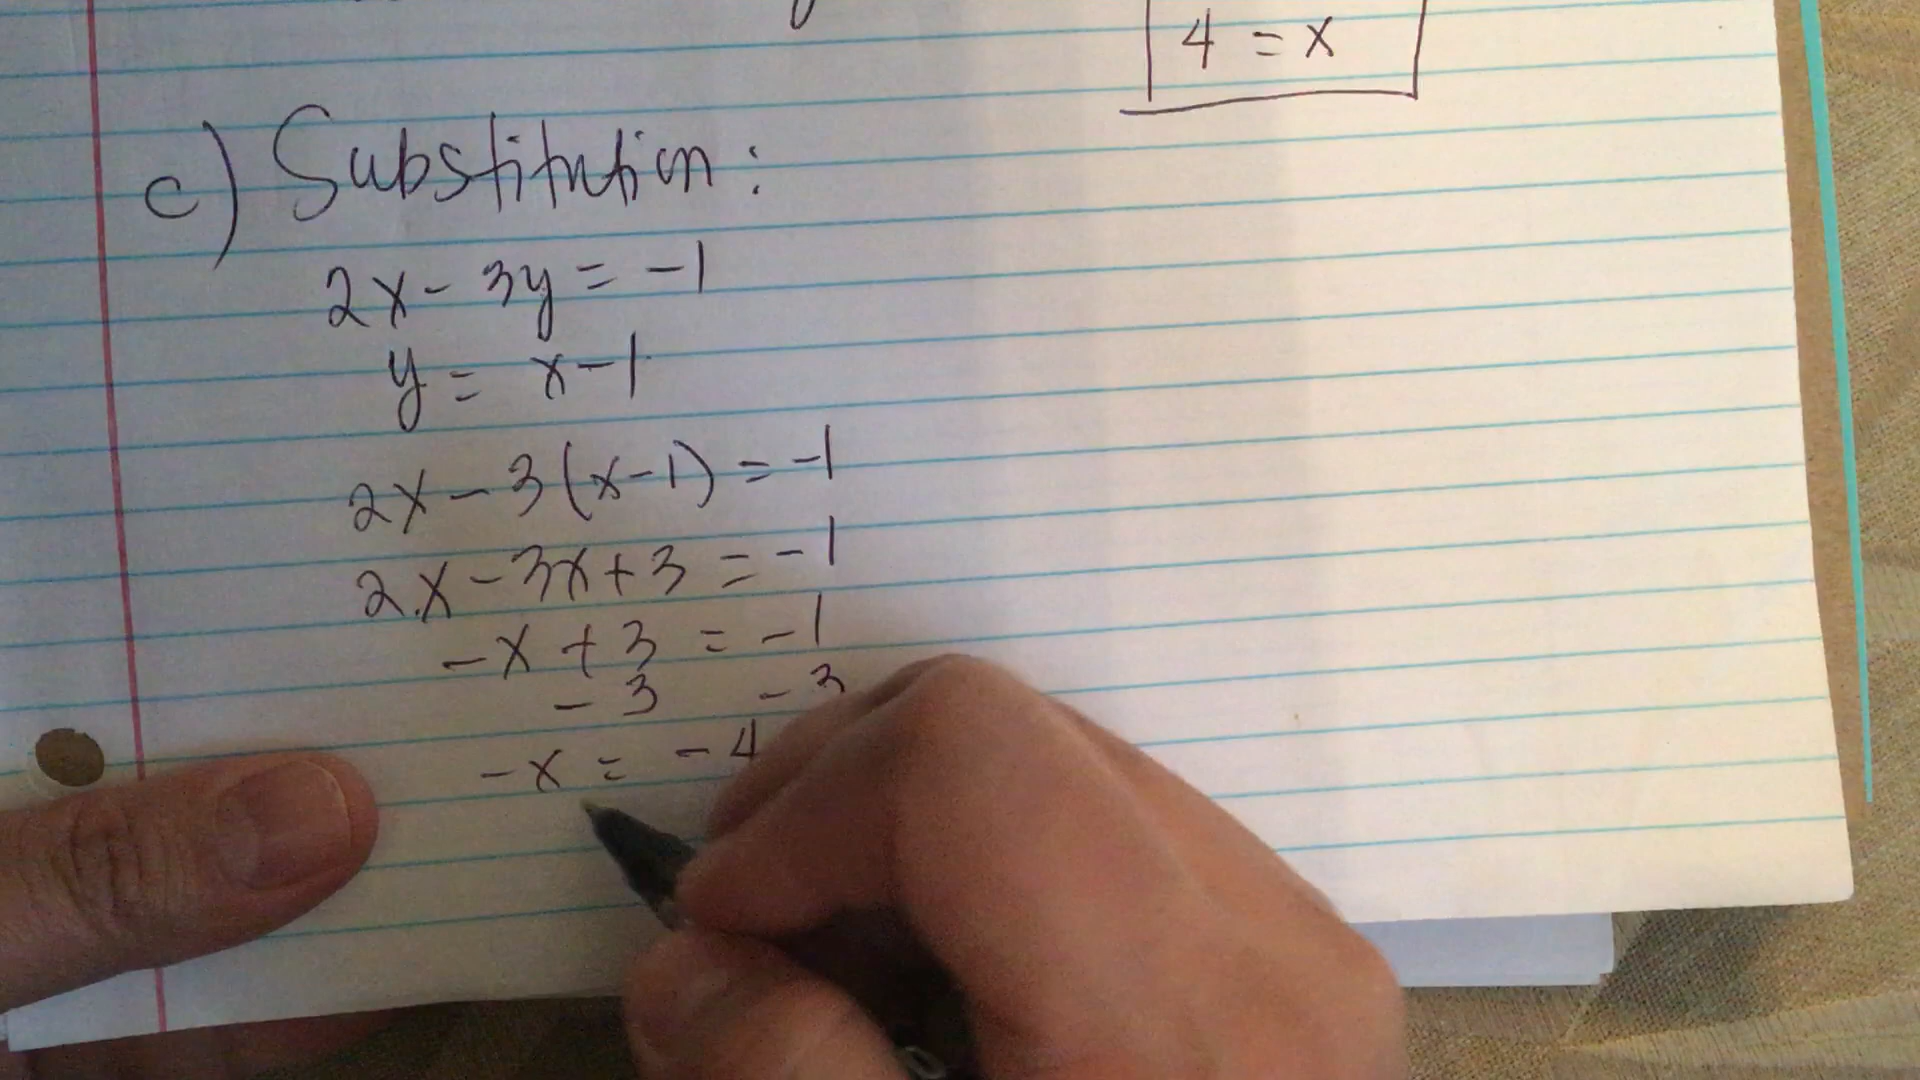 4 = x
c) Substitution:
2x - 3y = -1
y = x - 1
2x - 3(x-1) = -1
2x - 3x + 3 = -1
-x + 3 = -1
- 3 - 3
-x = -4